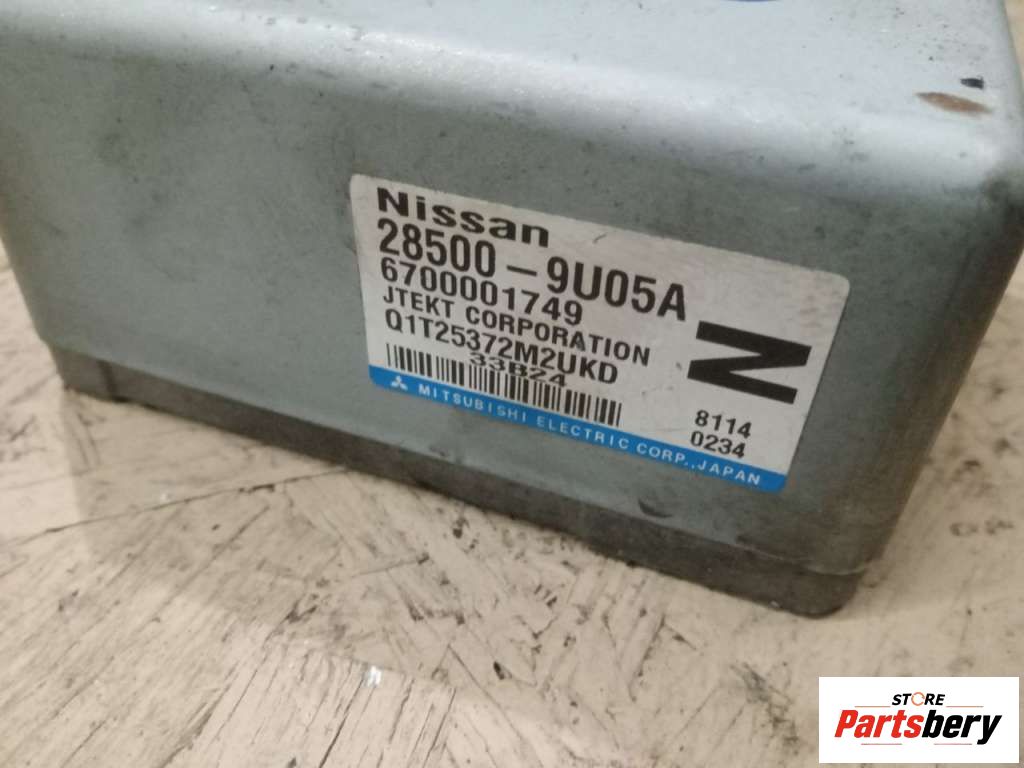 Nissan
28500-9U05A
6700001749
JTEKT CORPORATION
Q1T25372M2UKD
33B24
N
8114
0234
MITSUBISHI ELECTRIC CORP., JAPAN
STORE
Partsbery